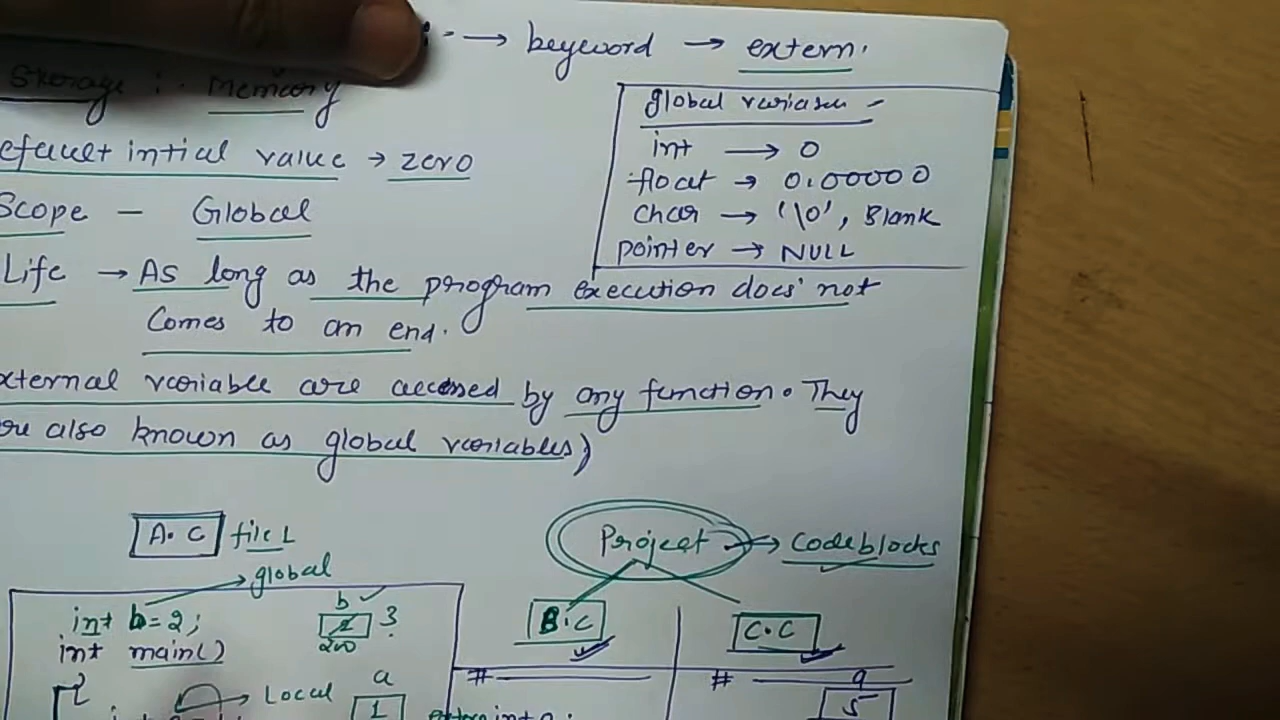 :- → keyword → extern.
Storage : Memory
efault intial value → zero
Scope - Global
Life → As long as the program execution does not
Comes to an end.
xternal variable are accessed by any function. They
are also known as global variables)
global variable -
int → 0
float → 0.00000
Char → '\0', Blank
pointer → NULL
A.C file1
→ global
int b=2;
b
3
200
int main()
{
→ Local
a
1
Project → Codeblocks
B.C
C.C
#
#
extern int a;
a
5